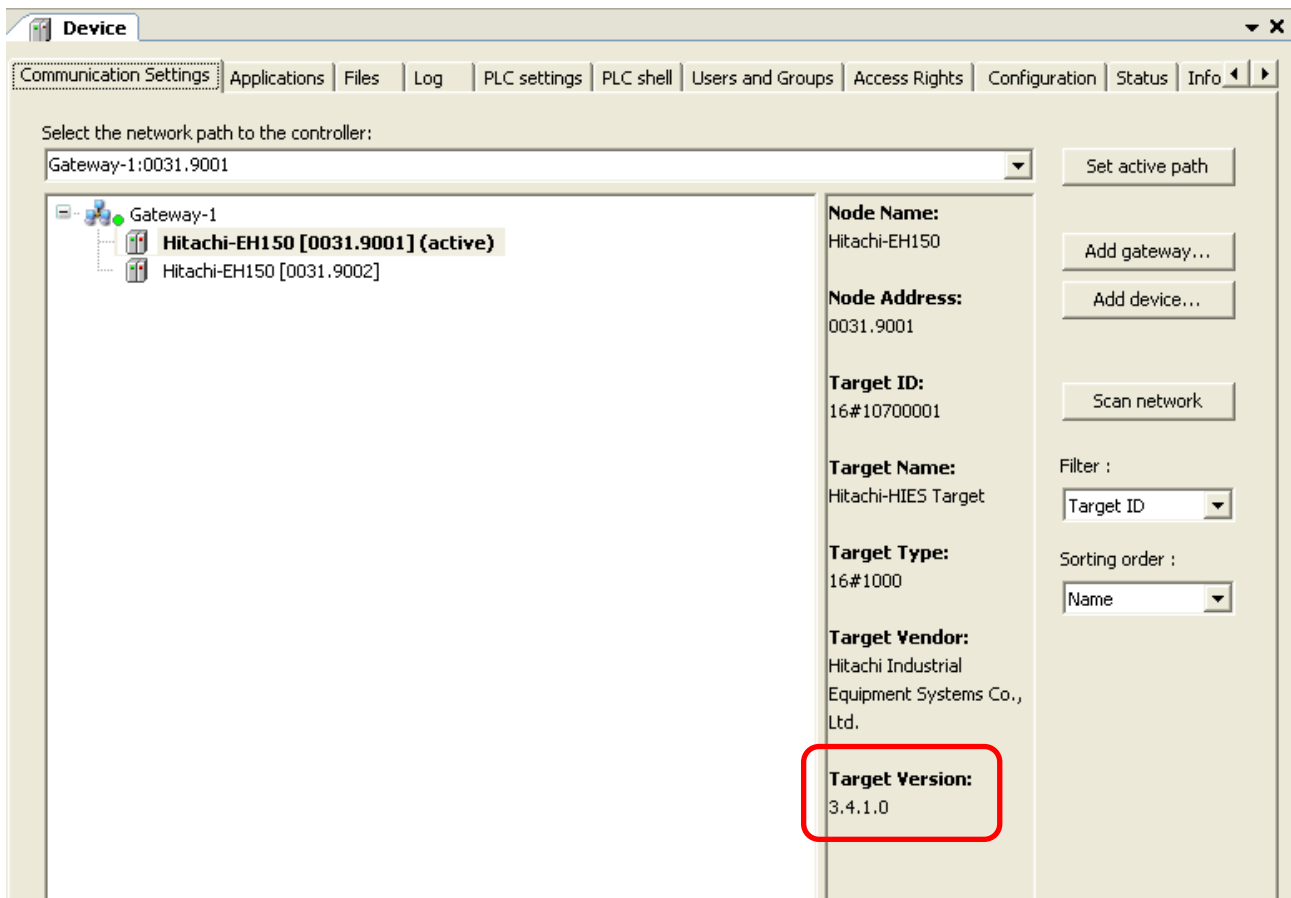 Device
Communication Settings Applications Files Log PLC settings PLC shell Users and Groups Access Rights Configuration Status Info
Select the network path to the controller:
Gateway-1:0031.9001
Set active path
Gateway-1
Hitachi-EH150 [0031.9001] (active)
Hitachi-EH150 [0031.9002]
Node Name:
Hitachi-EH150
Node Address:
0031.9001
Target ID:
16#10700001
Target Name:
Hitachi-HIES Target
Target Type:
16#1000
Target Vendor:
Hitachi Industrial
Equipment Systems Co.,
Ltd.
Target Version:
3.4.1.0
Add gateway...
Add device...
Scan network
Filter :
Target ID
Sorting order :
Name